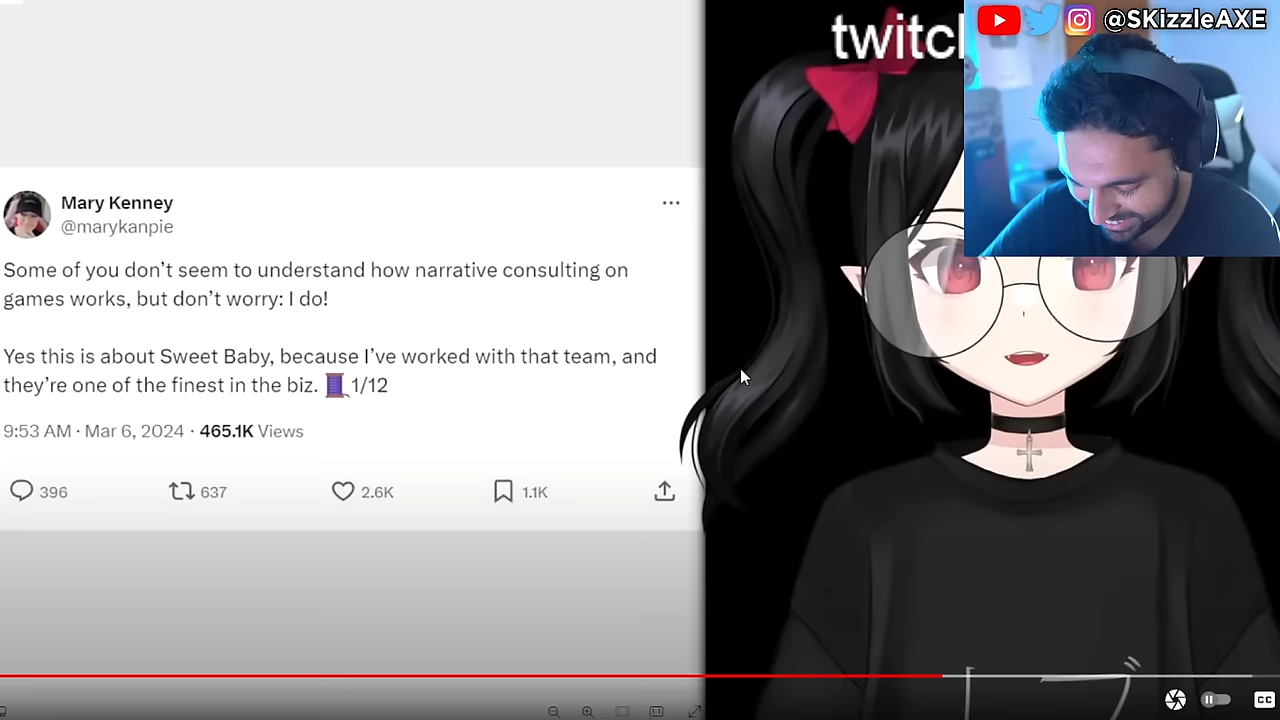 twitch
@SKizzleAXE
Mary Kenney
@marykanpie
Some of you don’t seem to understand how narrative consulting on
games works, but don’t worry: I do!
Yes this is about Sweet Baby, because I’ve worked with that team, and
they’re one of the finest in the biz. 🧵 1/12
9:53 AM · Mar 6, 2024 · 465.1K Views
396 637 2.6K 1.1K
CC